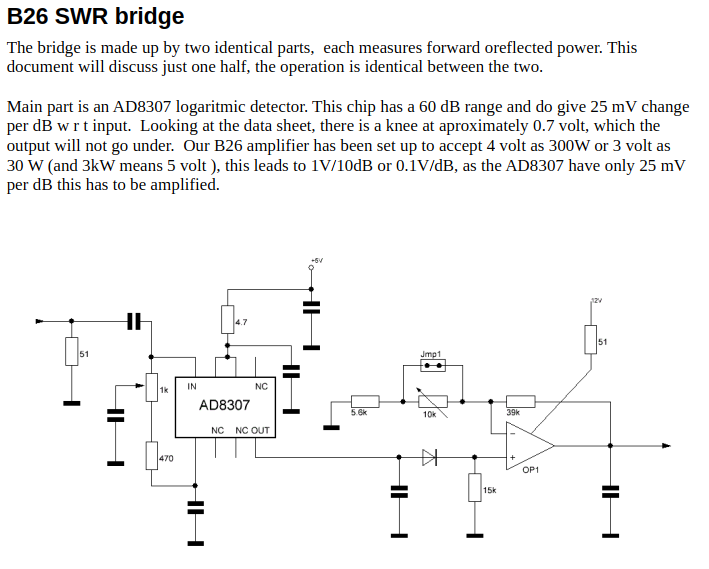 B26 SWR bridge
The bridge is made up by two identical parts, each measures forward oreflected power. This
document will discuss just one half, the operation is identical between the two.
Main part is an AD8307 logaritmic detector. This chip has a 60 dB range and do give 25 mV change
per dB w r t input. Looking at the data sheet, there is a knee at aproximately 0.7 volt, which the
output will not go under. Our B26 amplifier has been set up to accept 4 volt as 300W or 3 volt as
30 W (and 3kW means 5 volt ), this leads to 1V/10dB or 0.1V/dB, as the AD8307 have only 25 mV
per dB this has to be amplified.
+5V
12V
4.7
51
51
Jmp1
1k
IN
NC
AD8307
5.6k
10k
39k
NC
NC OUT
-
+
OP1
470
15k